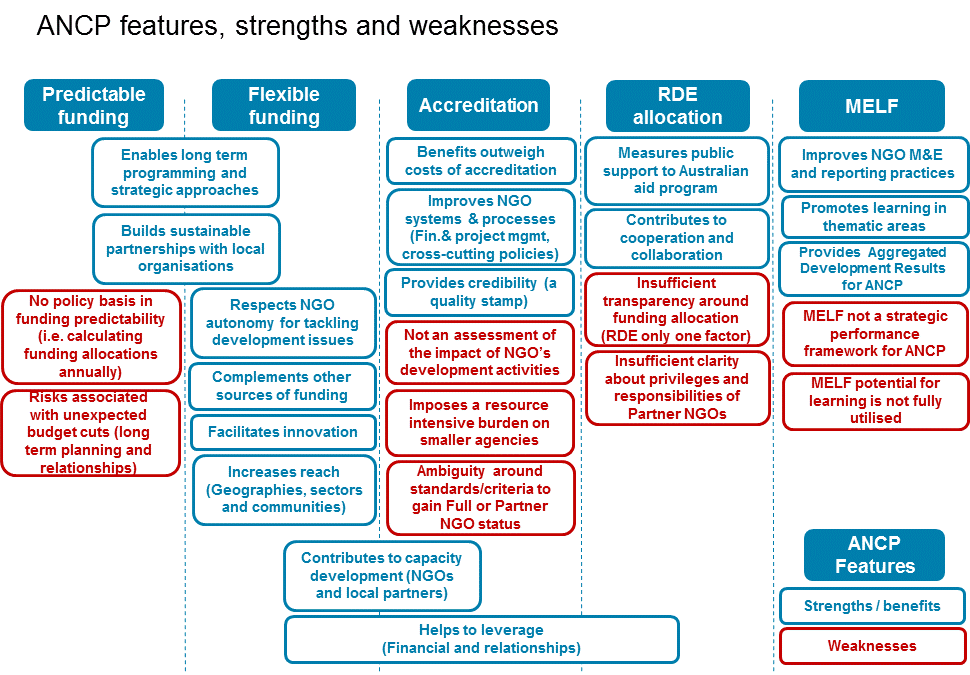 ANCP features, strengths and weaknesses
Predictable
funding
Enables long term
programming and
strategic approaches
Builds sustainable
partnerships with local
organisations
No policy basis in
funding predictability
(i.e. calculating
funding allocations
annually)
Risks associated
with unexpected
budget cuts (long
term planning and
relationships)
Flexible
funding
Respects NGO
autonomy for tackling
development issues
Complements other
sources of funding
Facilitates innovation
Increases reach
(Geographies, sectors
and communities)
Accreditation
Benefits outweigh
costs of accreditation
Improves NGO
systems & processes
(Fin.& project mgmt,
cross-cutting policies)
Provides credibility (a
quality stamp)
Not an assessment of
the impact of NGO's
development activities
Imposes a resource
intensive burden on
smaller agencies
Ambiguity around
standards/criteria to
gain Full or Partner
NGO status
Contributes to capacity
development (NGOs
and local partners)
Helps to leverage
(Financial and relationships)
RDE
allocation
Measures public
support to Australian
aid program
Contributes to
cooperation and
collaboration
Insufficient
transparency around
funding allocation
(RDE only one factor)
Insufficient clarity
about privileges and
responsibilities of
Partner NGOs
MELF
Improves NGO M&E
and reporting practices
Promotes learning in
thematic areas
Provides Aggregated
Development Results
for ANCP
MELF not a strategic
performance
framework for ANCP
MELF potential for
learning is not fully
utilised
ANCP
Features
Strengths / benefits
Weaknesses